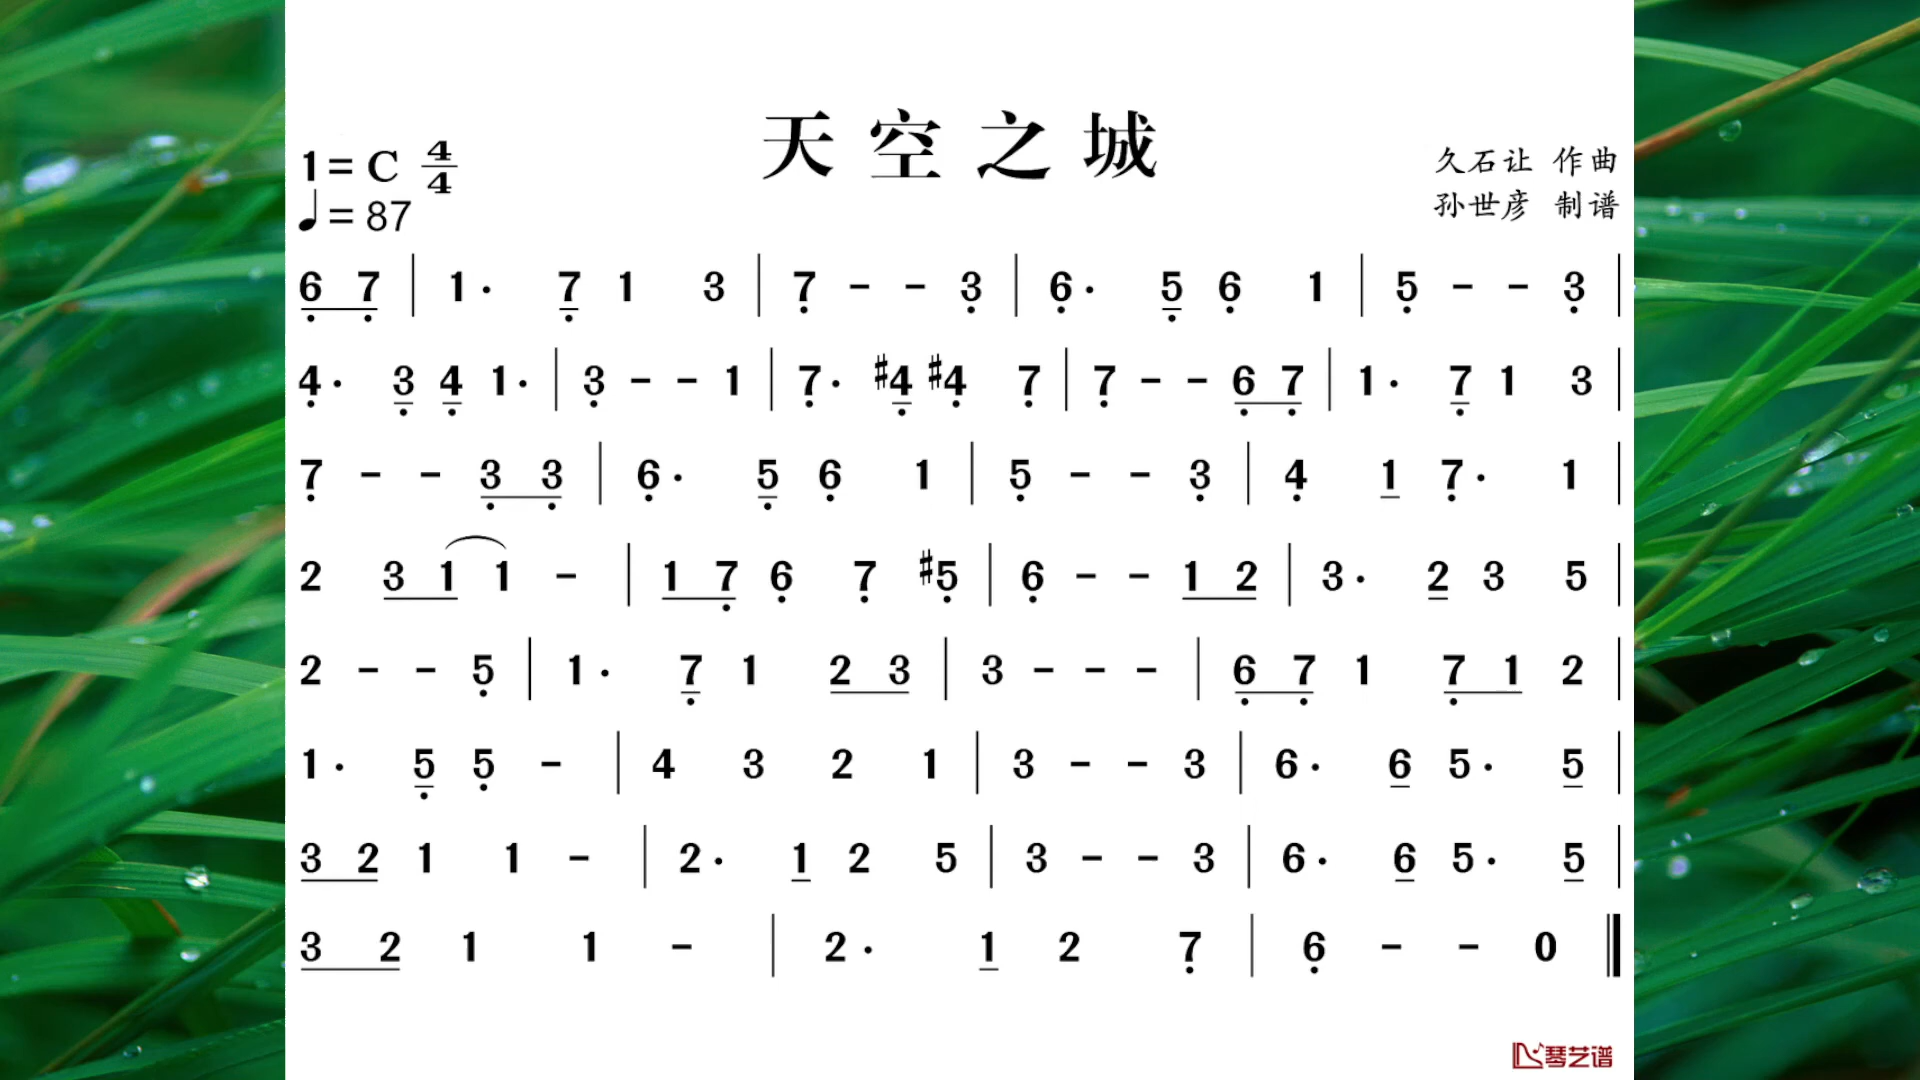 天空之城
1=C 4/4
♩=87
久石让 作曲
孙世彦 制谱
6̣ 7̣ | 1· 7̣ 1 3 | 7̣ - - 3̣ | 6̣· 5̣ 6̣ 1 | 5̣ - - 3̣ |
4̣· 3̣ 4̣ 1· | 3̣ - - 1 | 7̣· #4̣ #4̣ 7̣ | 7̣ - - 6̣ 7̣ | 1· 7̣ 1 3 |
7̣ - - 3̣ 3̣ | 6̣· 5̣ 6̣ 1 | 5̣ - - 3̣ | 4̣ 1 7̣· 1 |
2 3 1 1 - | 1 7̣ 6̣ 7̣ #5̣ | 6̣ - - 1 2 | 3· 2 3 5 |
2 - - 5̣ | 1· 7̣ 1 2 3 | 3 - - - | 6̣ 7̣ 1 7̣ 1 2 |
1· 5̣ 5̣ - | 4 3 2 1 | 3 - - 3 | 6· 6 5· 5 |
3 2 1 1 - | 2· 1 2 5 | 3 - - 3 | 6· 6 5· 5 |
3 2 1 1 - | 2· 1 2 7̣ | 6̣ - - 0 ‖
琴艺谱